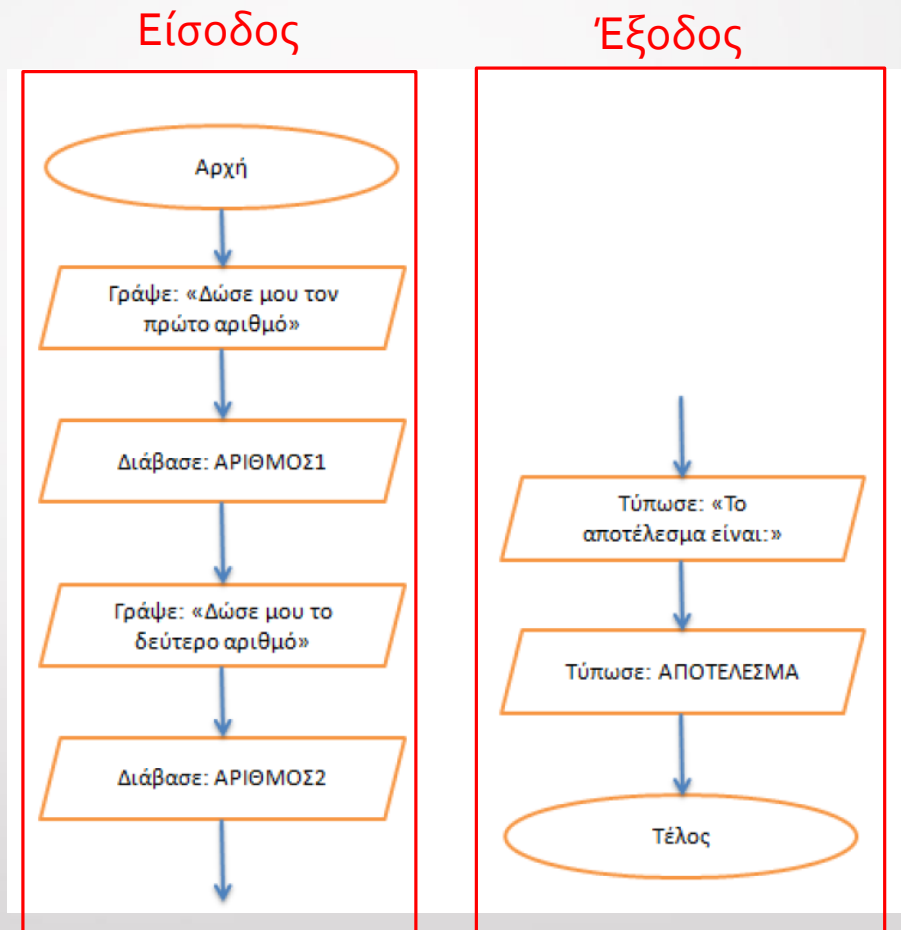 Είσοδος
Αρχή
Γράψε: «Δώσε μου τον
πρώτο αριθμό»
Διάβασε: ΑΡΙΘΜΟΣ1
Γράψε: «Δώσε μου το
δεύτερο αριθμό»
Διάβασε: ΑΡΙΘΜΟΣ2
Έξοδος
Τύπωσε: «Το
αποτέλεσμα είναι:»
Τύπωσε: ΑΠΟΤΕΛΕΣΜΑ
Τέλος